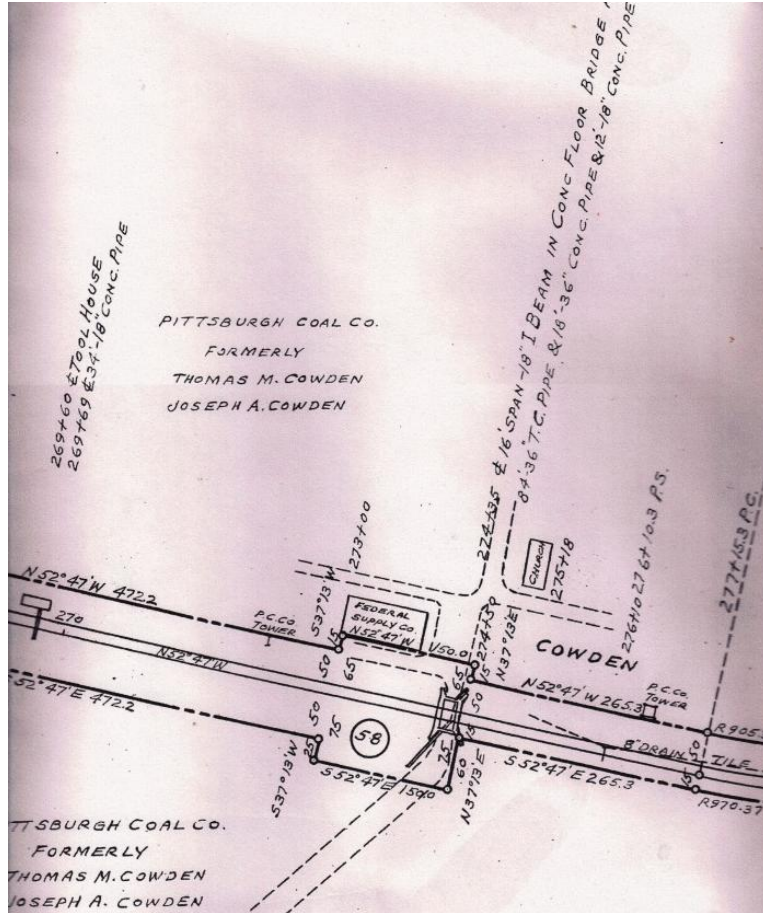 274+35 ℄ 16' SPAN-18" I BEAM IN CONC FLOOR BRIDGE
84'-36" T.C. PIPE & 18'-36" CONC. PIPE & 12'-18" CONC. PIPE
269+60 ℄ TOOL HOUSE
269+69 ℄ 34'-18" CONC. PIPE
PITTSBURGH COAL CO.
FORMERLY
THOMAS M. COWDEN
JOSEPH A. COWDEN
273+00
CHURCH
275+18
276+10
276+10.3 P.S.
277+15.3 P.C.
N52°47'W 472.2
270
P.C.CO.
TOWER
S37°13'W
15
FEDERAL
SUPPLY CO.
N52°47'W
150.0
274+50
N37°13'E
COWDEN
50
65
65
15
50
N52°47'W
N52°47'W 265.3
P.C.CO.
TOWER
R905.
S52°47'E 472.2
50
75
58
75
15
60
8" DRAIN TILE
50
15
S37°13'W
25
S52°47'E 150.0
N37°13'E
S52°47'E 265.3
R970.37
TTSBURGH COAL CO.
FORMERLY
THOMAS M. COWDEN
JOSEPH A. COWDEN